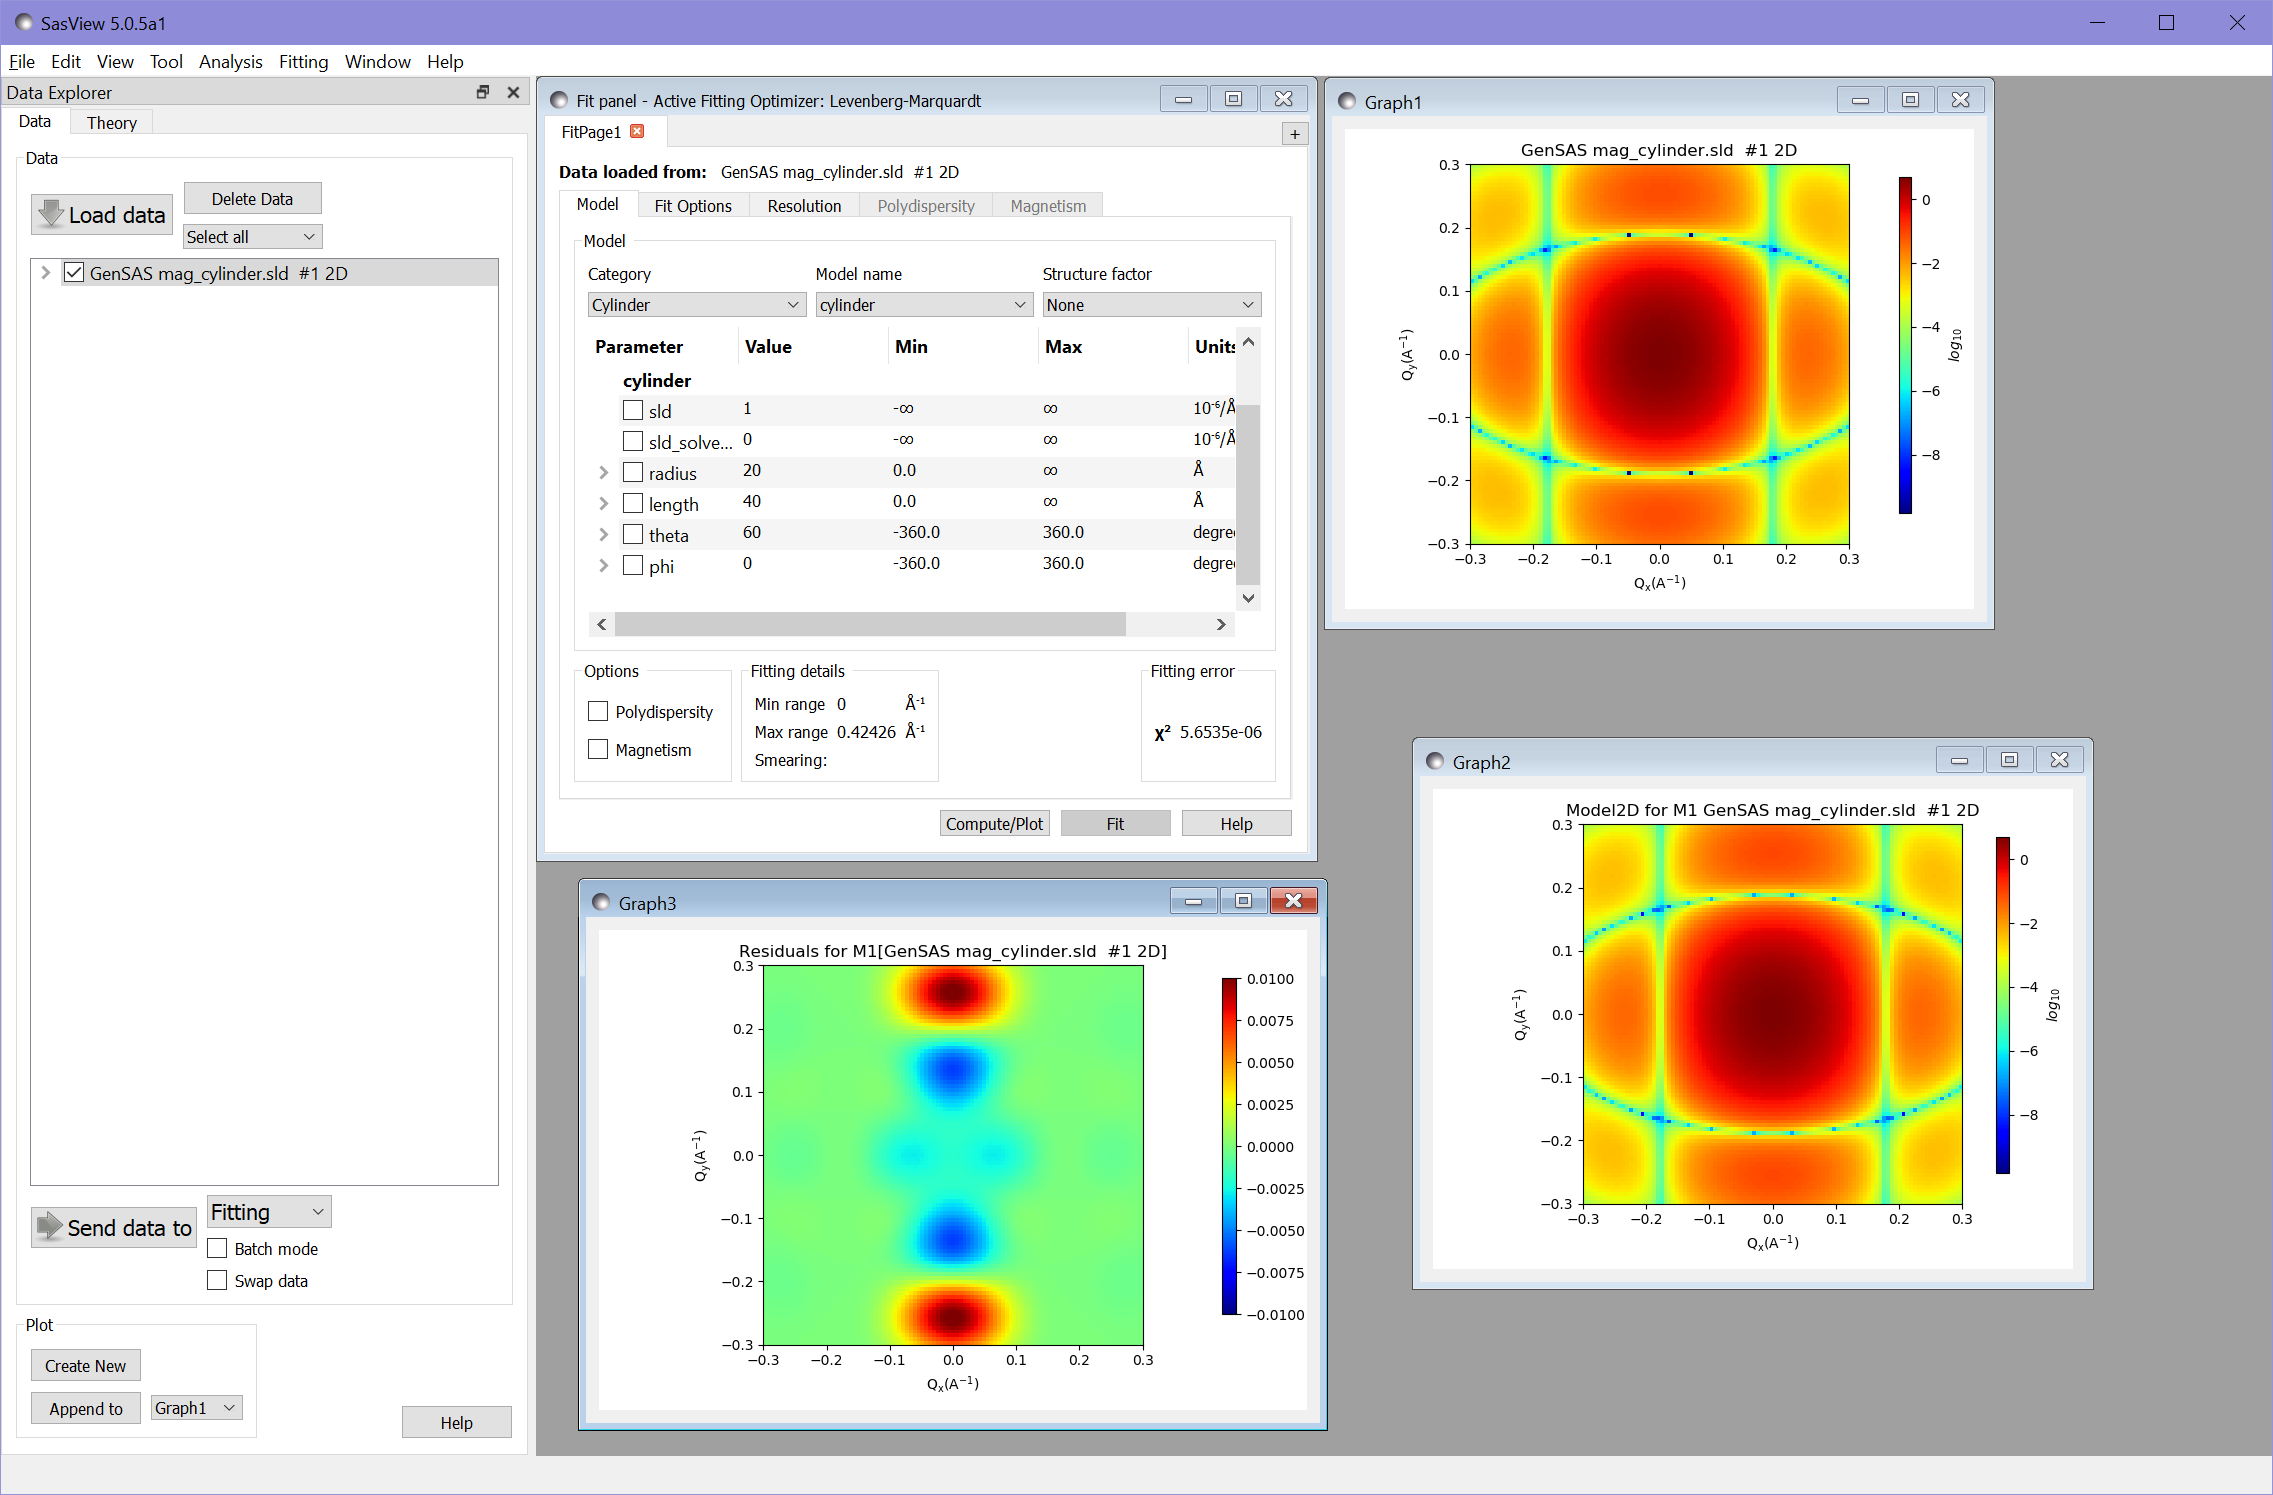 SasView 5.0.5a1
File Edit View Tool Analysis Fitting Window Help
Data Explorer
Data Theory
Data
Load data
Delete Data
Select all
GenSAS mag_cylinder.sld #1 2D
Send data to
Fitting
Batch mode
Swap data
Plot
Create New
Append to
Graph1
Help
Fit panel - Active Fitting Optimizer: Levenberg-Marquardt
FitPage1
+
Data loaded from: GenSAS mag_cylinder.sld #1 2D
Model Fit Options Resolution Polydispersity Magnetism
Model
Category Model name Structure factor
Cylinder cylinder None
Parameter Value Min Max Units
cylinder
sld 1 -∞ ∞ 10⁻⁶/Å
sld_solve... 0 -∞ ∞ 10⁻⁶/Å
radius 20 0.0 ∞ Å
length 40 0.0 ∞ Å
theta 60 -360.0 360.0 degre
phi 0 -360.0 360.0 degre
Options
Polydispersity
Magnetism
Fitting details
Min range 0 Å⁻¹
Max range 0.42426 Å⁻¹
Smearing:
Fitting error
χ² 5.6535e-06
Compute/Plot Fit Help
Graph1
GenSAS mag_cylinder.sld #1 2D
0.3
0.2
0.1
0.0
−0.1
−0.2
−0.3
Qy(A⁻¹)
−0.3 −0.2 −0.1 0.0 0.1 0.2 0.3
Qx(A⁻¹)
0
−2
−4
−6
−8
log10
Graph2
Model2D for M1 GenSAS mag_cylinder.sld #1 2D
0.3
0.2
0.1
0.0
−0.1
−0.2
−0.3
Qy(A⁻¹)
−0.3 −0.2 −0.1 0.0 0.1 0.2 0.3
Qx(A⁻¹)
0
−2
−4
−6
−8
log10
Graph3
Residuals for M1[GenSAS mag_cylinder.sld #1 2D]
0.3
0.2
0.1
0.0
−0.1
−0.2
−0.3
Qy(A⁻¹)
−0.3 −0.2 −0.1 0.0 0.1 0.2 0.3
Qx(A⁻¹)
0.0100
0.0075
0.0050
0.0025
0.0000
−0.0025
−0.0050
−0.0075
−0.0100